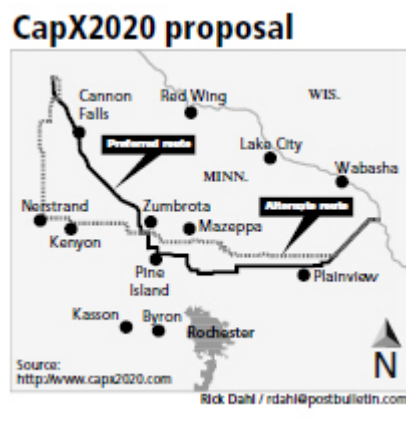 CapX2020 proposal
Cannon
Falls
Red Wing
WIS.
Preferred route
Lake City
MINN.
Wabasha
Alternate route
Nerstrand
Zumbrota
Mazeppa
Kenyon
Pine
Island
Plainview
Kasson
Byron
Rochester
N
Source:
http://www.capx2020.com
Rick Dahl / rdahl@postbulletin.com